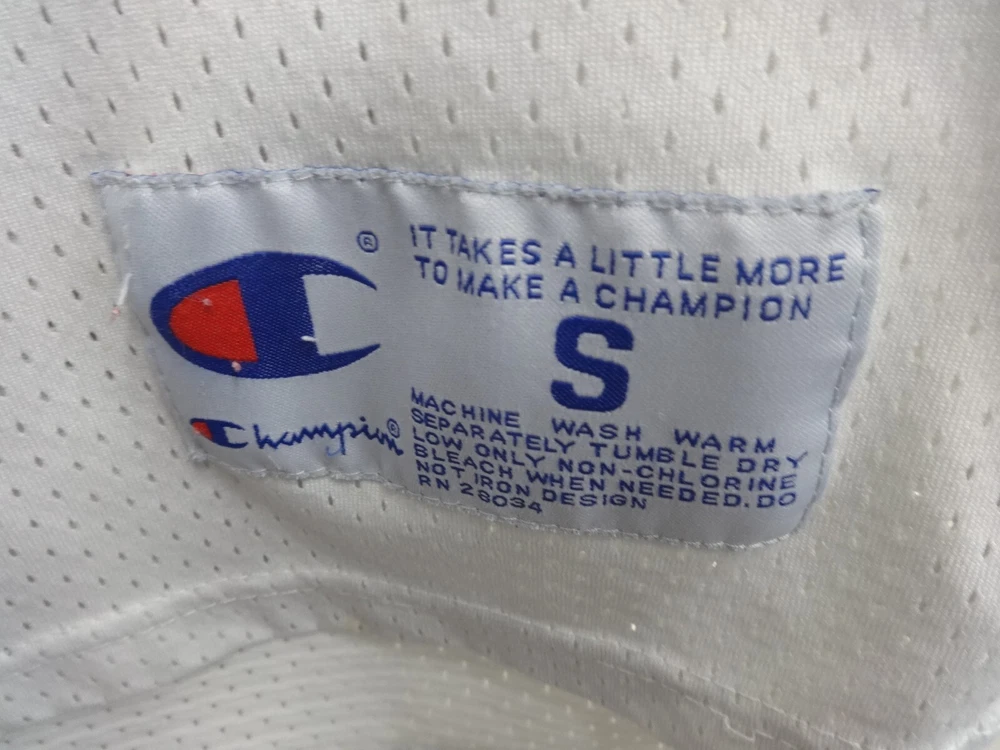 ®
IT TAKES A LITTLE MORE
TO MAKE A CHAMPION
S
Champion®
MACHINE WASH WARM
SEPARATELY TUMBLE DRY
LOW ONLY NON-CHLORINE
BLEACH WHEN NEEDED.DO
NOT IRON DESIGN
RN 26034